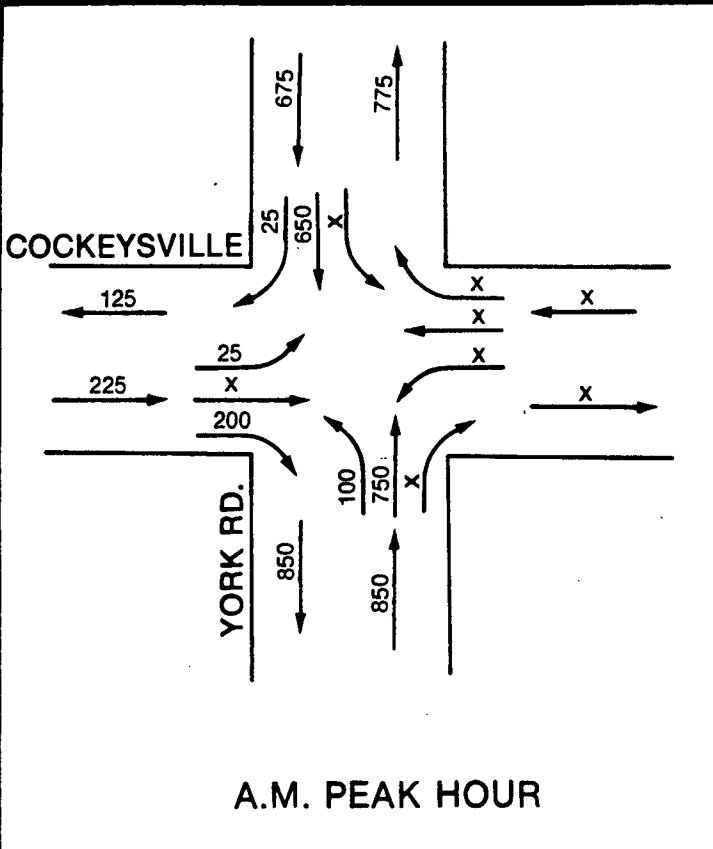 675
775
25
650
X
COCKEYSVILLE
X
X
125
X
25
X
225
X
X
200
100
750
X
YORK RD.
850
850
A.M. PEAK HOUR